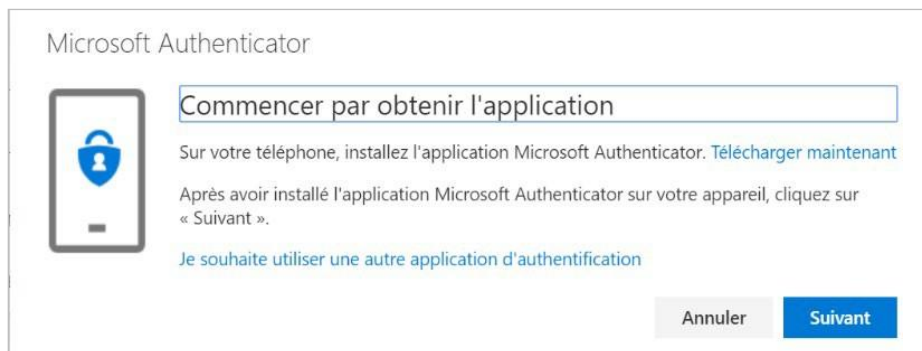 Microsoft Authenticator
Commencer par obtenir l'application
Sur votre téléphone, installez l'application Microsoft Authenticator. Télécharger maintenant
Après avoir installé l'application Microsoft Authenticator sur votre appareil, cliquez sur
« Suivant ».
Je souhaite utiliser une autre application d'authentification
Annuler Suivant